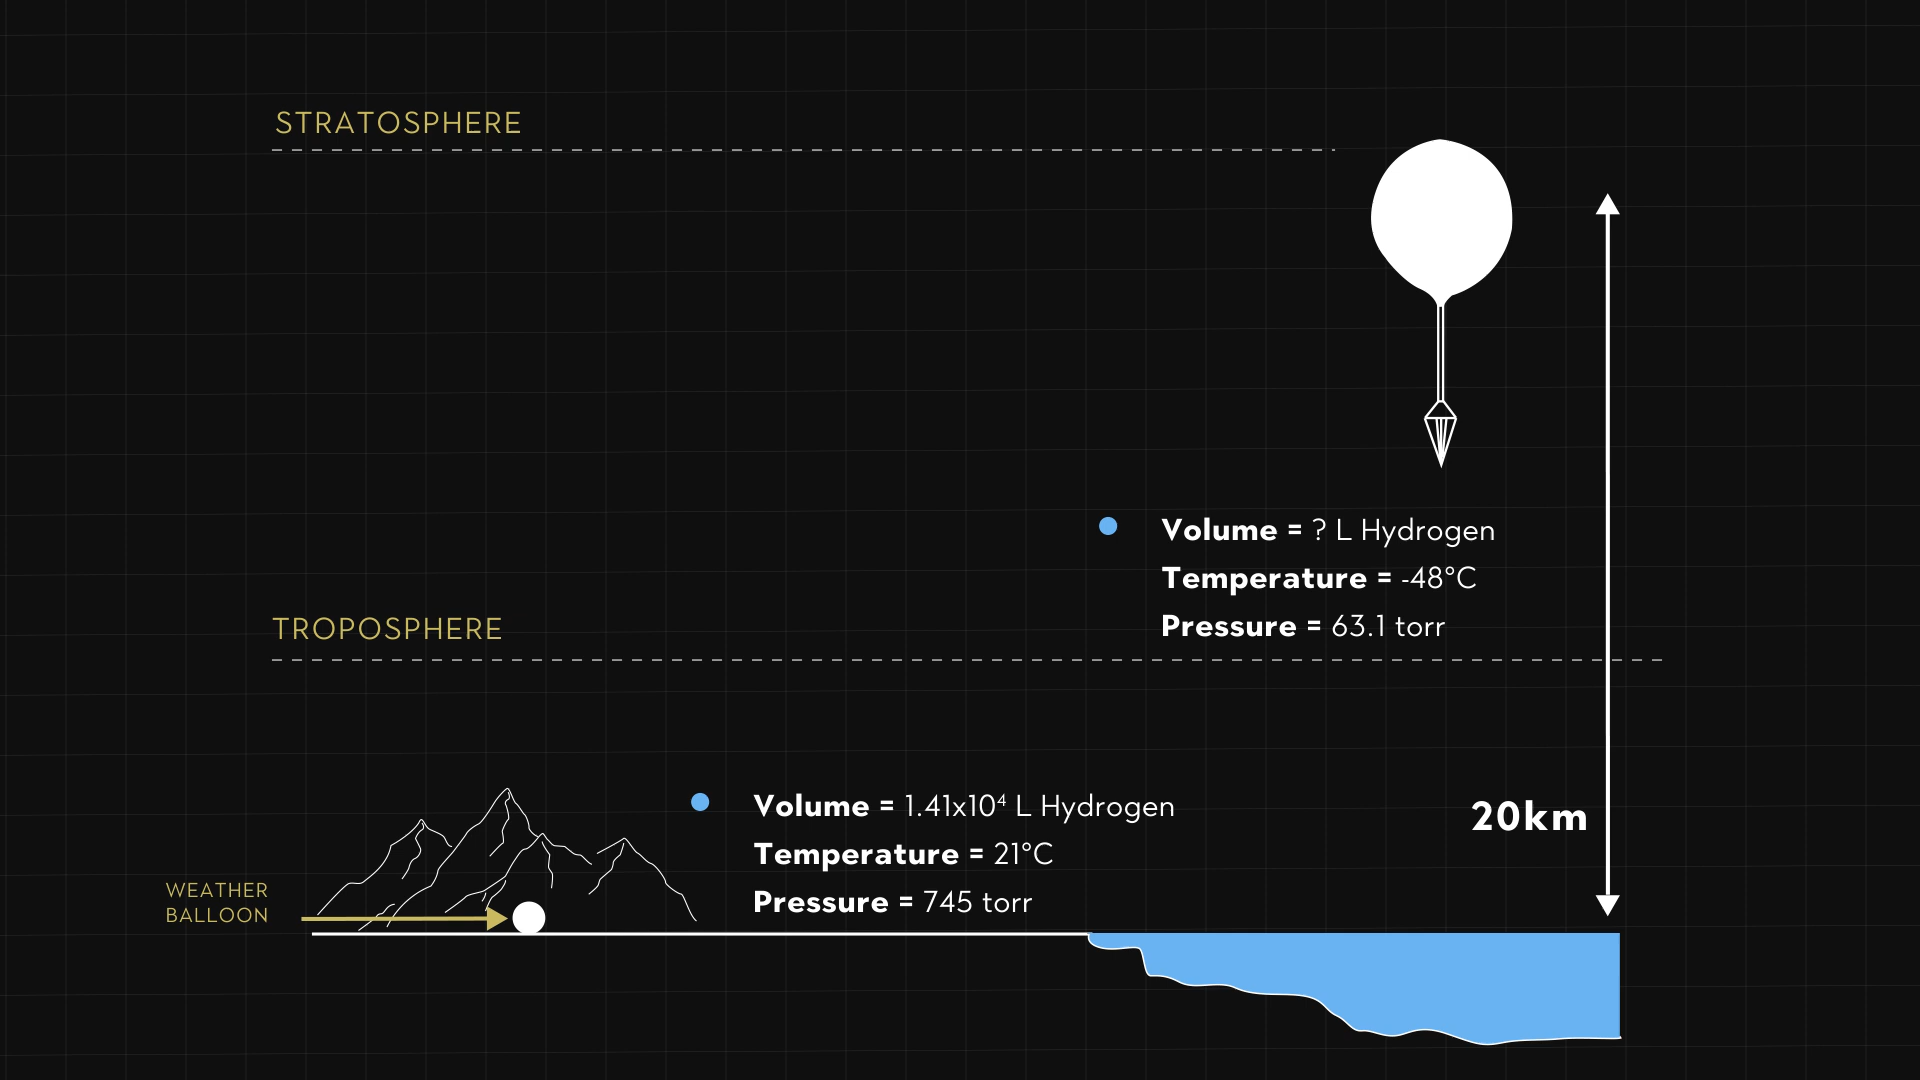 STRATOSPHERE
Volume = ? L Hydrogen
Temperature = -48°C
Pressure = 63.1 torr
TROPOSPHERE
Volume = 1.41x10⁴ L Hydrogen
Temperature = 21°C
Pressure = 745 torr
20km
WEATHER
BALLOON